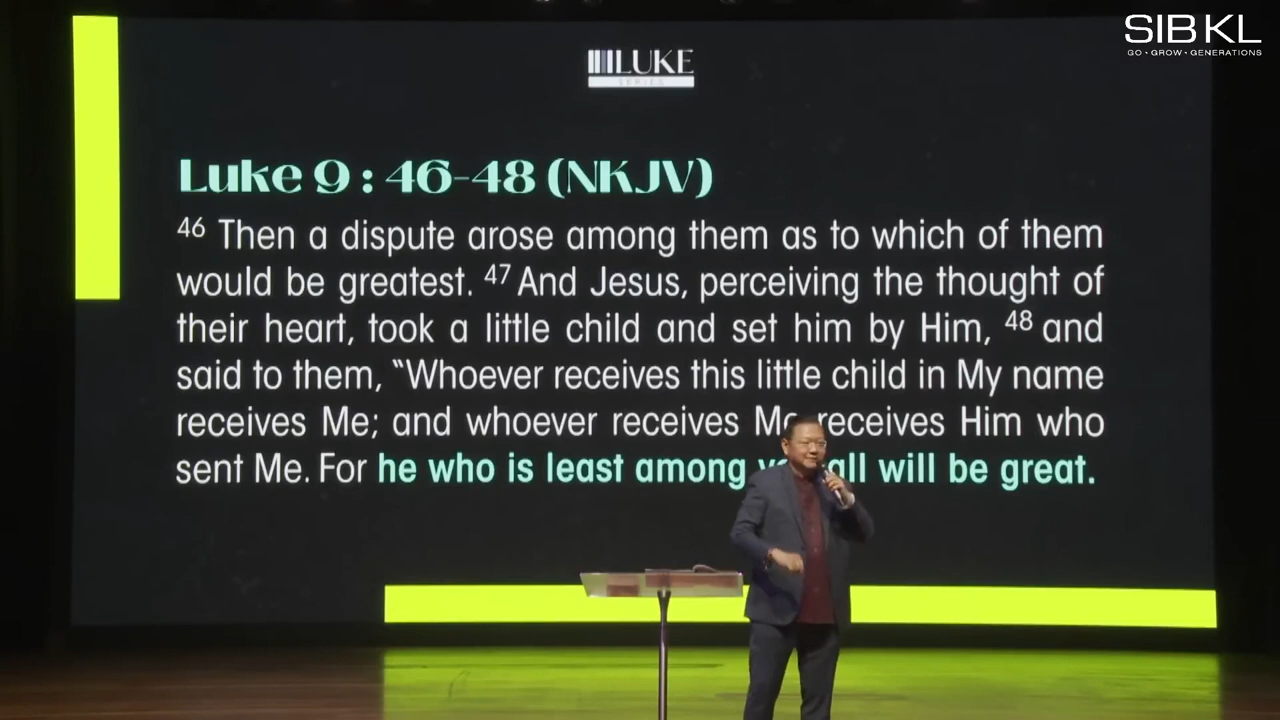 SIBKL
GO • GROW • GENERATIONS
LUKE
SERIES
Luke 9 : 46-48 (NKJV)
46 Then a dispute arose among them as to which of them
would be greatest. 47 And Jesus, perceiving the thought of
their heart, took a little child and set him by Him, 48 and
said to them, “Whoever receives this little child in My name
receives Me; and whoever receives Me receives Him who
sent Me. For he who is least among all will be great.